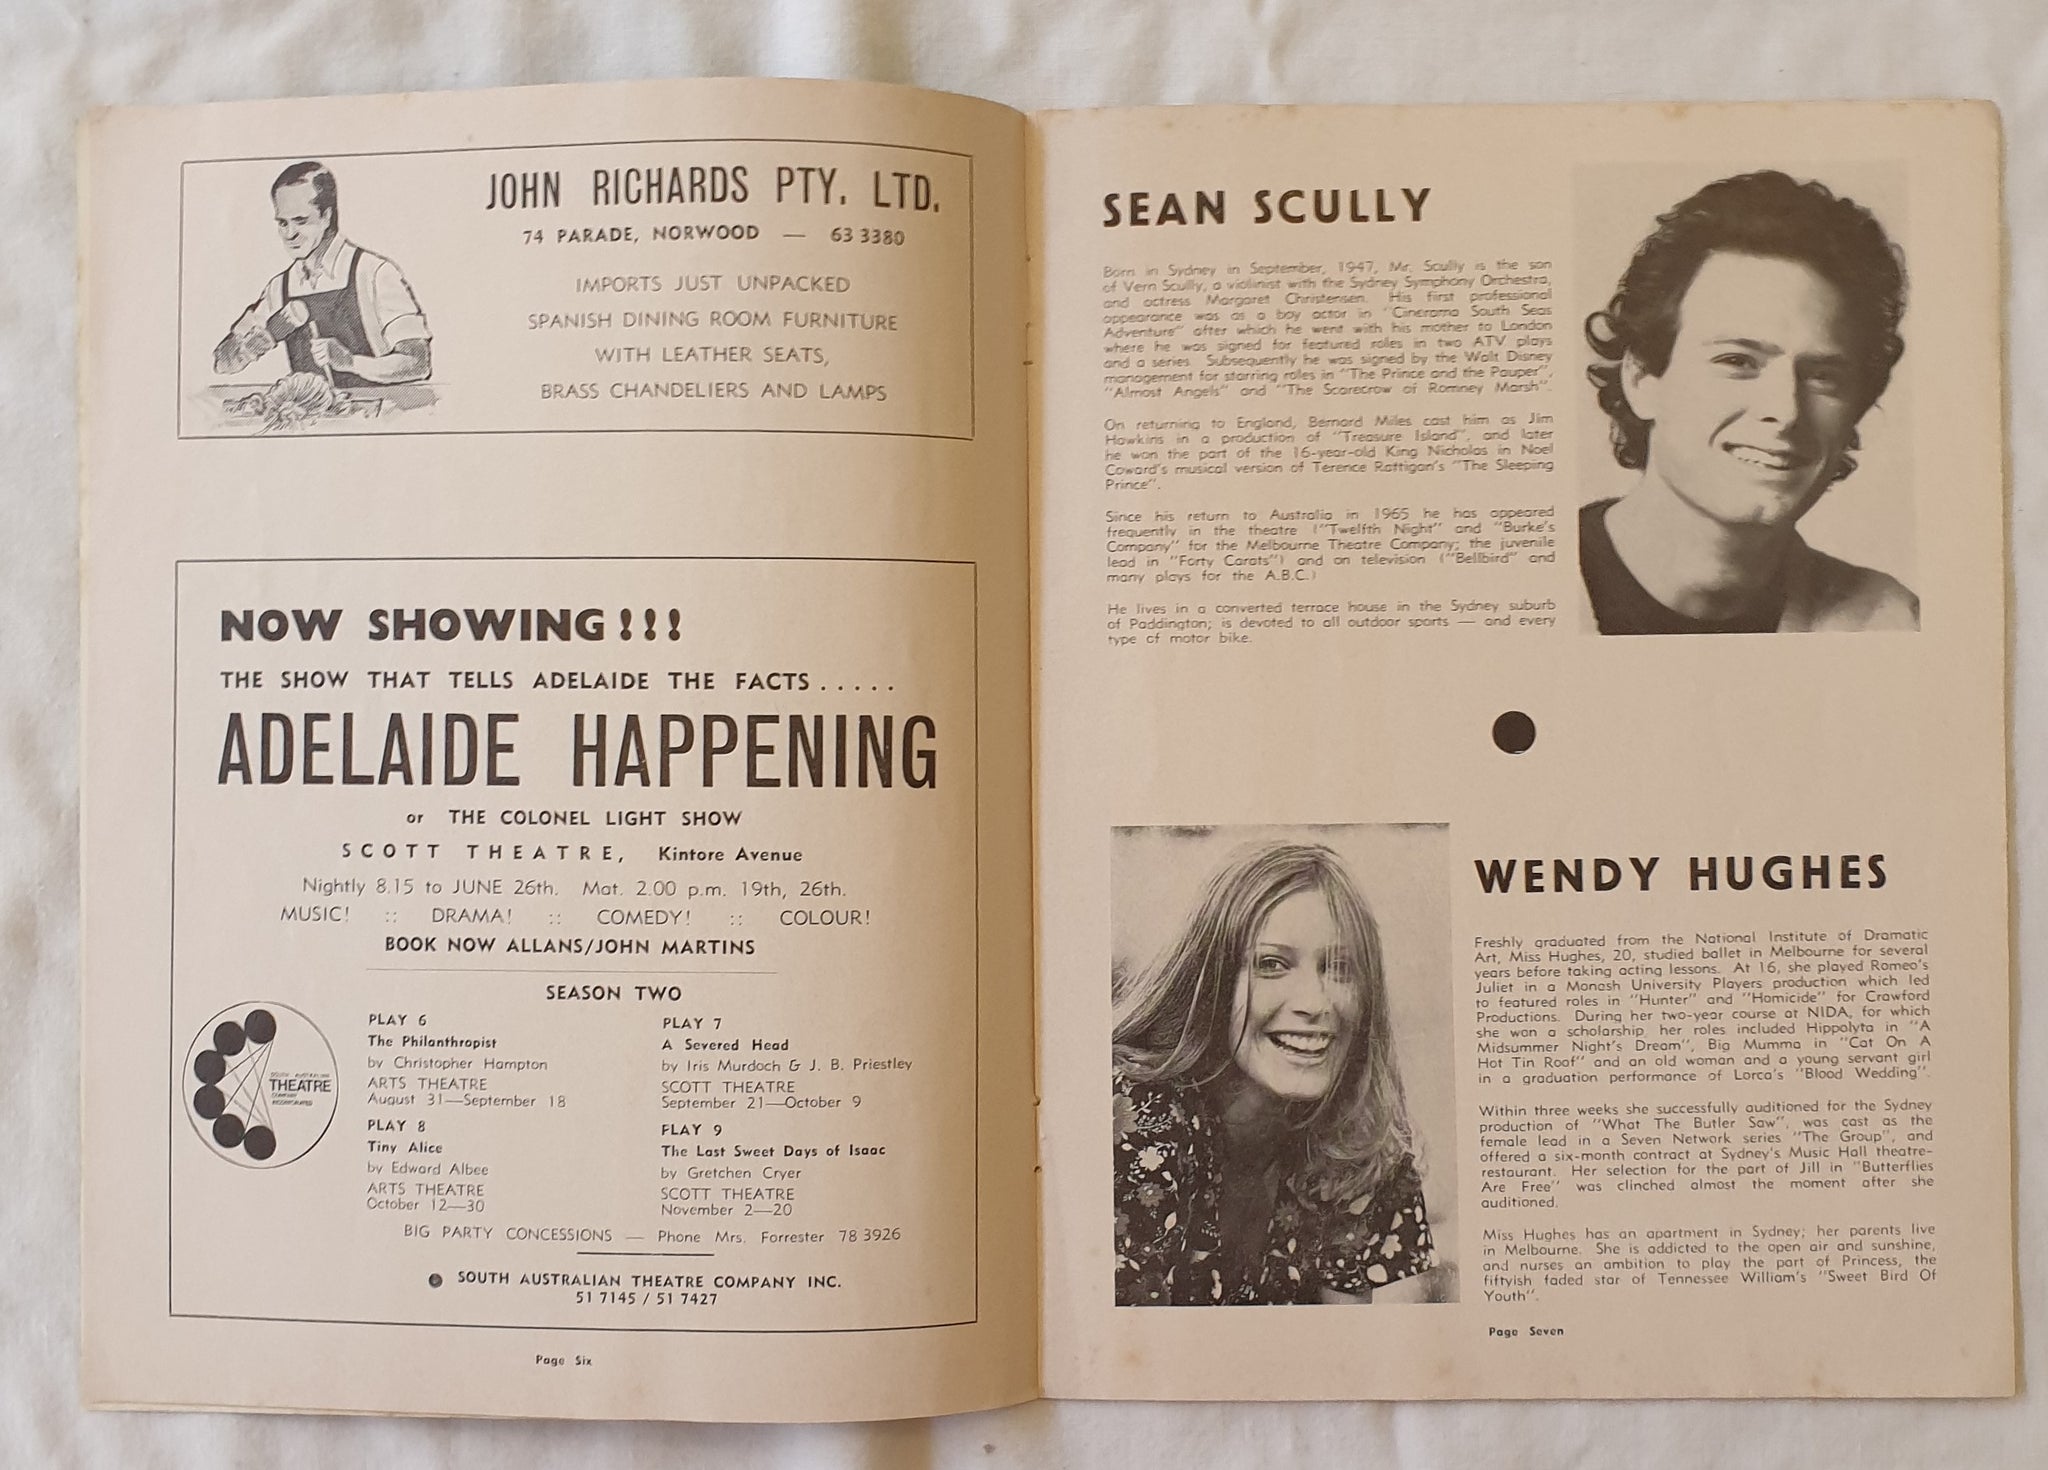 JOHN RICHARDS PTY. LTD.
74 PARADE, NORWOOD — 63 3380
IMPORTS JUST UNPACKED
SPANISH DINING ROOM FURNITURE
WITH LEATHER SEATS,
BRASS CHANDELIERS AND LAMPS
NOW SHOWING!!!
THE SHOW THAT TELLS ADELAIDE THE FACTS.....
ADELAIDE HAPPENING
or THE COLONEL LIGHT SHOW
SCOTT THEATRE, Kintore Avenue
Nightly 8.15 to JUNE 26th. Mat. 2.00 p.m. 19th, 26th.
MUSIC! :: DRAMA! :: COMEDY! :: COLOUR!
BOOK NOW ALLANS/JOHN MARTINS
SEASON TWO
SOUTH AUSTRALIAN
THEATRE
COMPANY
INCORPORATED
PLAY 6
The Philanthropist
by Christopher Hampton
ARTS THEATRE
August 31—September 18
PLAY 7
A Severed Head
by Iris Murdoch & J. B. Priestley
SCOTT THEATRE
September 21—October 9
PLAY 8
Tiny Alice
by Edward Albee
ARTS THEATRE
October 12—30
PLAY 9
The Last Sweet Days of Isaac
by Gretchen Cryer
SCOTT THEATRE
November 2—20
BIG PARTY CONCESSIONS — Phone Mrs. Forrester 78 3926
SOUTH AUSTRALIAN THEATRE COMPANY INC.
51 7145 / 51 7427
Page Six
SEAN SCULLY
Born in Sydney in September, 1947, Mr. Scully is the son
of Vern Scully, a violinist with the Sydney Symphony Orchestra,
and actress Margaret Christensen. His first professional
appearance was as a boy actor in "Cinerama South Seas
Adventure" after which he went with his mother to London
where he was signed for featured roles in two ATV plays
and a series. Subsequently he was signed by the Walt Disney
management for starring roles in "The Prince and the Pauper",
"Almost Angels" and "The Scarecrow of Romney Marsh".
On returning to England, Bernard Miles cast him as Jim
Hawkins in a production of "Treasure Island", and later
he won the part of the 16-year-old King Nicholas in Noel
Coward's musical version of Terence Rattigan's "The Sleeping
Prince".
Since his return to Australia in 1965 he has appeared
frequently in the theatre ("Twelfth Night" and "Burke's
Company" for the Melbourne Theatre Company; the juvenile
lead in "Forty Carats") and on television ("Bellbird" and
many plays for the A.B.C.)
He lives in a converted terrace house in the Sydney suburb
of Paddington; is devoted to all outdoor sports — and every
type of motor bike.
WENDY HUGHES
Freshly graduated from the National Institute of Dramatic
Art, Miss Hughes, 20, studied ballet in Melbourne for several
years before taking acting lessons. At 16, she played Romeo's
Juliet in a Monash University Players production which led
to featured roles in "Hunter" and "Homicide" for Crawford
Productions. During her two-year course at NIDA, for which
she won a scholarship, her roles included Hippolyta in "A
Midsummer Night's Dream", Big Mumma in "Cat On A
Hot Tin Roof" and an old woman and a young servant girl
in a graduation performance of Lorca's "Blood Wedding".
Within three weeks she successfully auditioned for the Sydney
production of "What The Butler Saw", was cast as the
female lead in a Seven Network series "The Group", and
offered a six-month contract at Sydney's Music Hall theatre-
restaurant. Her selection for the part of Jill in "Butterflies
Are Free" was clinched almost the moment after she
auditioned.
Miss Hughes has an apartment in Sydney; her parents live
in Melbourne. She is addicted to the open air and sunshine,
and nurses an ambition to play the part of Princess, the
fiftyish faded star of Tennessee William's "Sweet Bird Of
Youth".
Page Seven